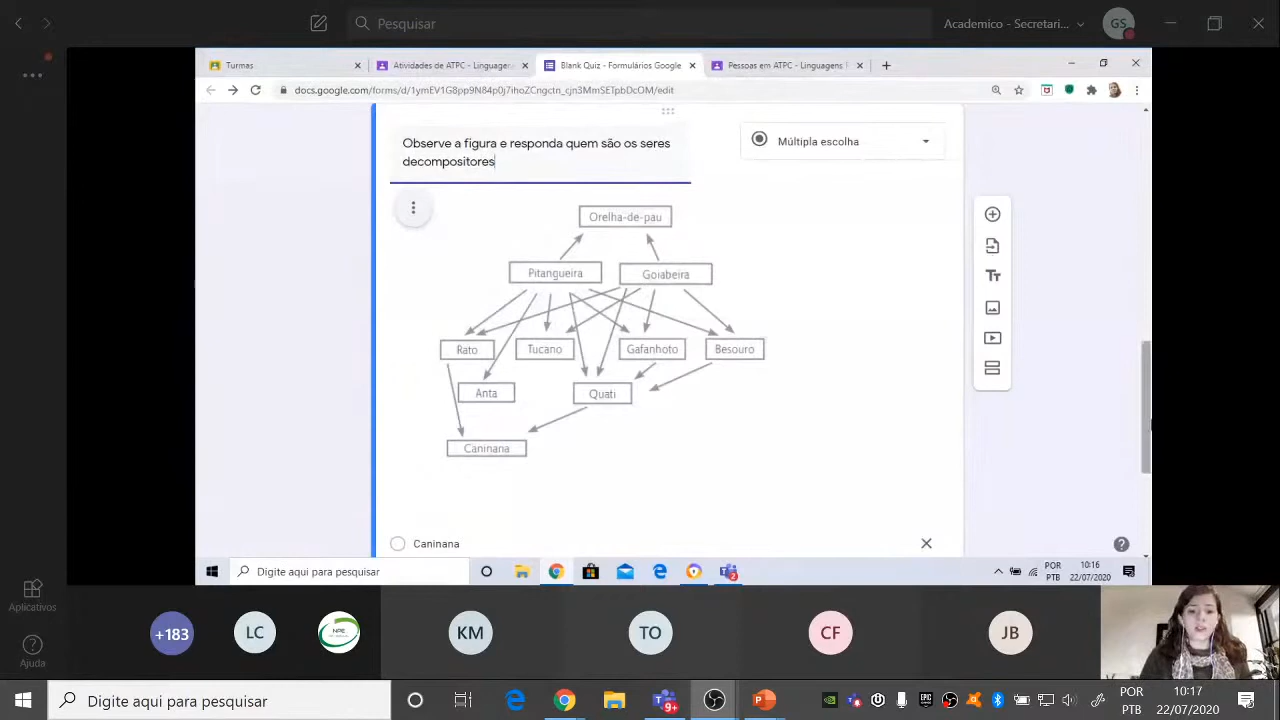 Pesquisar
Academico - Secretari...
GS
Turmas
Atividades de ATPC - Linguagens
Blank Quiz - Formulários Google
Pessoas em ATPC - Linguagens
docs.google.com/forms/d/1ymEV1G8pp9N84p0j7ihoZCngctn_cjn3MmSETpbDcOM/edit
Observe a figura e responda quem são os seres
decompositores
Múltipla escolha
Orelha-de-pau
Pitangueira
Goiabeira
Rato
Tucano
Gafanhoto
Besouro
Anta
Quati
Caninana
Caninana
Digite aqui para pesquisar
POR
PTB
10:16
22/07/2020
Aplicativos
Ajuda
+183
LC
NPE
KM
TO
CF
JB
Digite aqui para pesquisar
9+
POR
PTB
10:17
22/07/2020